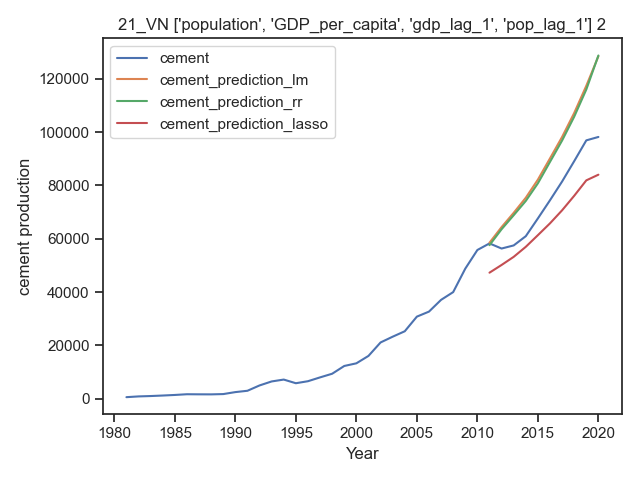 21_VN ['population', 'GDP_per_capita', 'gdp_lag_1', 'pop_lag_1'] 2
cement
cement_prediction_lm
cement_prediction_rr
cement_prediction_lasso
cement production
120000
100000
80000
60000
40000
20000
0
1980 1985 1990 1995 2000 2005 2010 2015 2020
Year